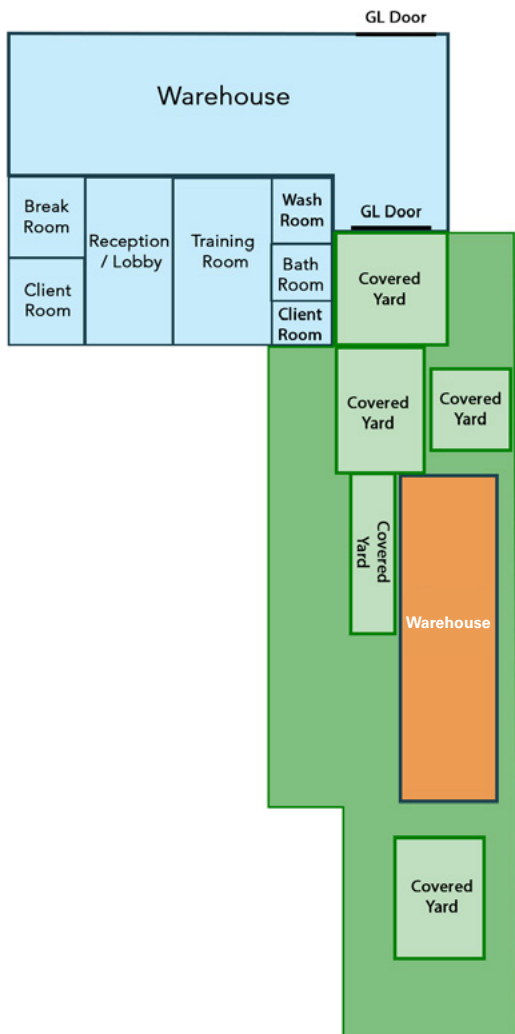 GL Door
Warehouse
Break
Room
Reception
/ Lobby
Training
Room
Wash
Room
GL Door
Client
Room
Bath
Room
Client
Room
Covered
Yard
Covered
Yard
Covered
Yard
Covered
Yard
Warehouse
Covered
Yard